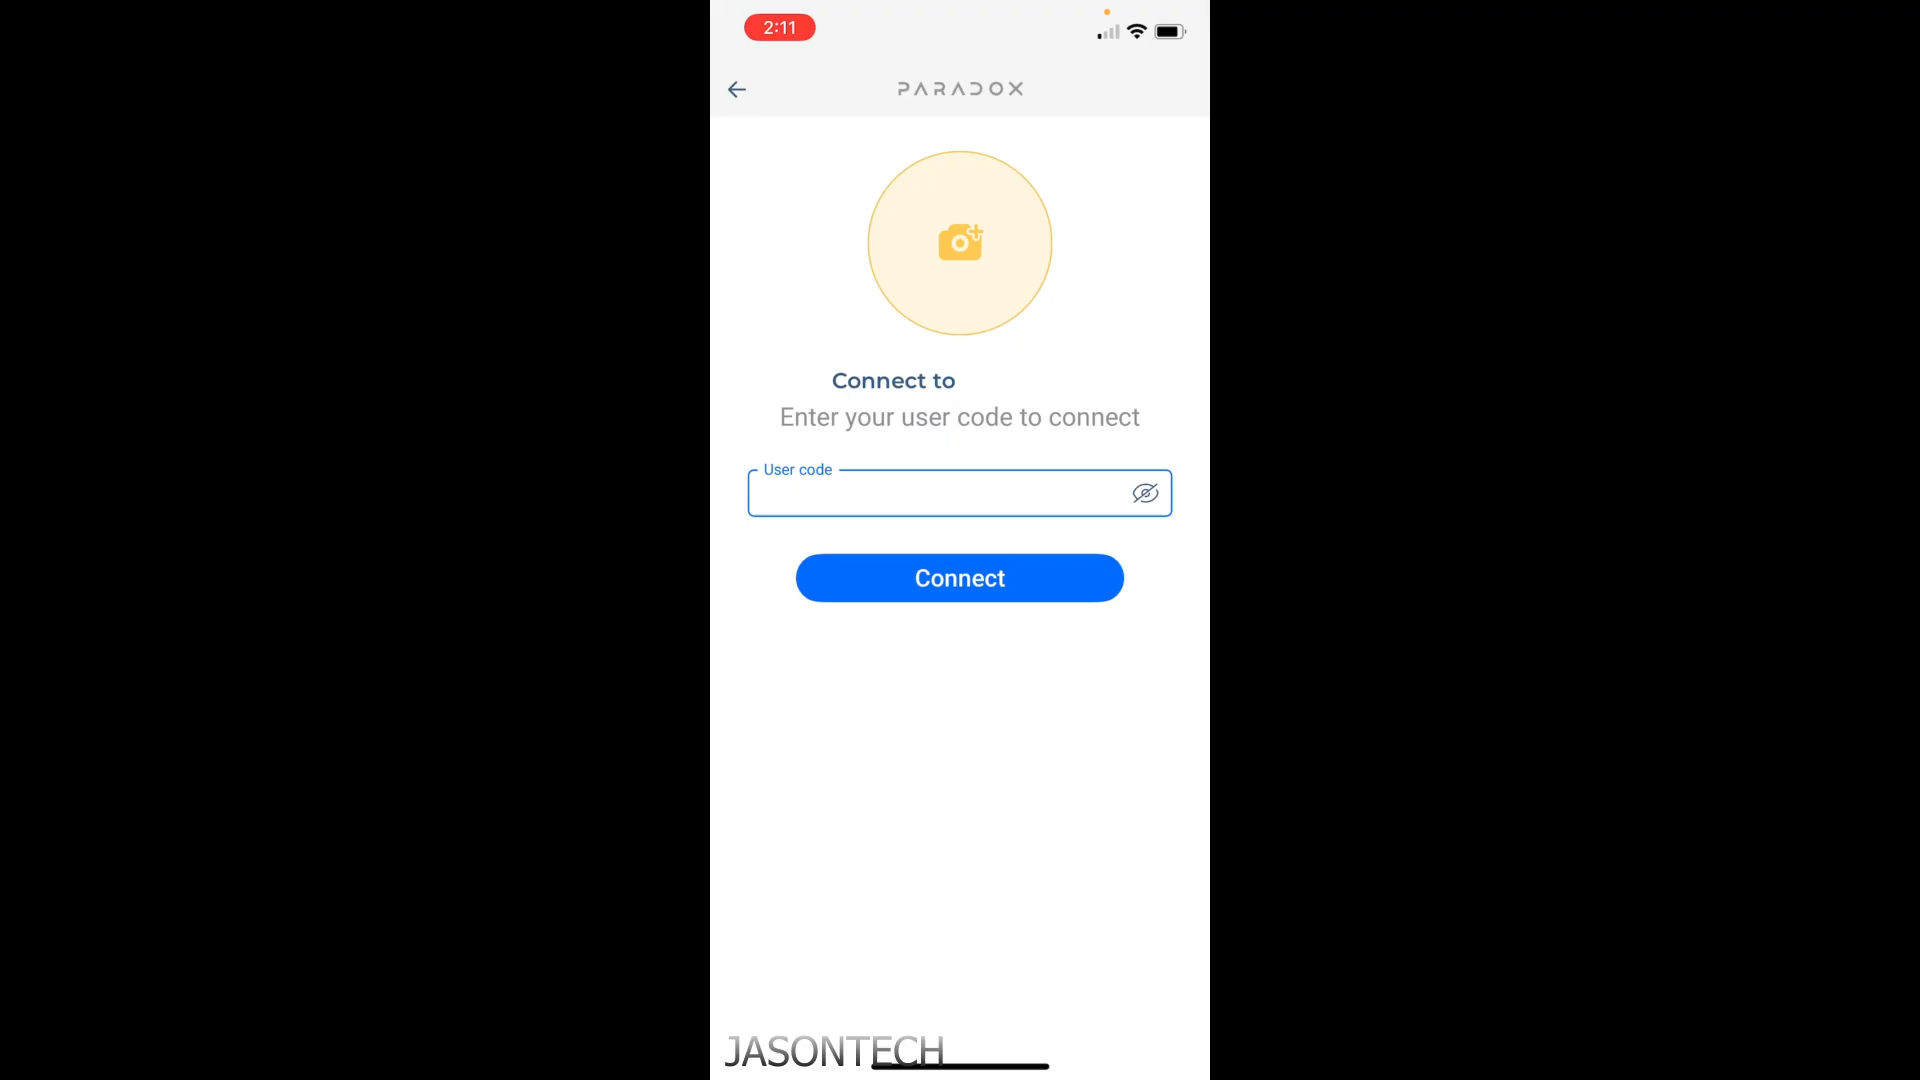 2:11
PARADOX
Connect to
Enter your user code to connect
User code
Connect
JASONTECH